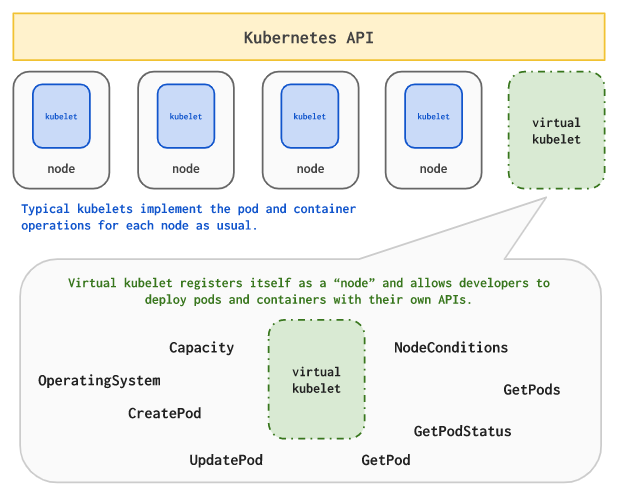 Kubernetes API
kubelet
kubelet
kubelet
kubelet
virtual
kubelet
node
node
node
node
Typical kubelets implement the pod and container
operations for each node as usual.
Virtual kubelet registers itself as a “node” and allows developers to
deploy pods and containers with their own APIs.
Capacity
NodeConditions
virtual
kubelet
OperatingSystem
GetPods
CreatePod
GetPodStatus
UpdatePod
GetPod